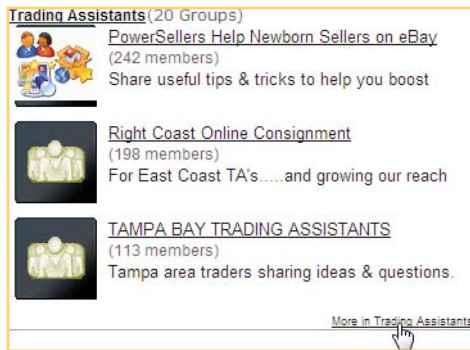 Trading Assistants (20 Groups)
PowerSellers Help Newborn Sellers on eBay
(242 members)
Share useful tips & tricks to help you boost
Right Coast Online Consignment
(198 members)
For East Coast TA's.....and growing our reach
TAMPA BAY TRADING ASSISTANTS
(113 members)
Tampa area traders sharing ideas & questions.
More in Trading Assistants